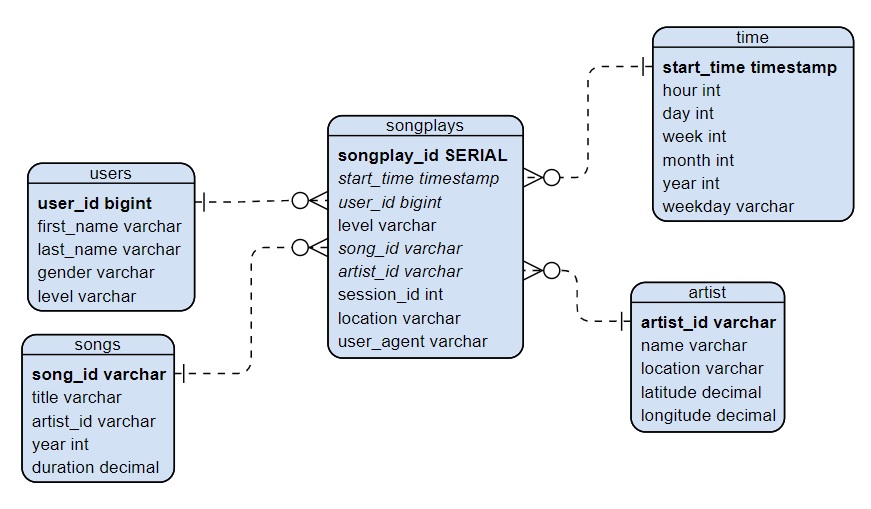 users
user_id bigint
first_name varchar
last_name varchar
gender varchar
level varchar
songs
song_id varchar
title varchar
artist_id varchar
year int
duration decimal
songplays
songplay_id SERIAL
start_time timestamp
user_id bigint
level varchar
song_id varchar
artist_id varchar
session_id int
location varchar
user_agent varchar
time
start_time timestamp
hour int
day int
week int
month int
year int
weekday varchar
artist
artist_id varchar
name varchar
location varchar
latitude decimal
longitude decimal